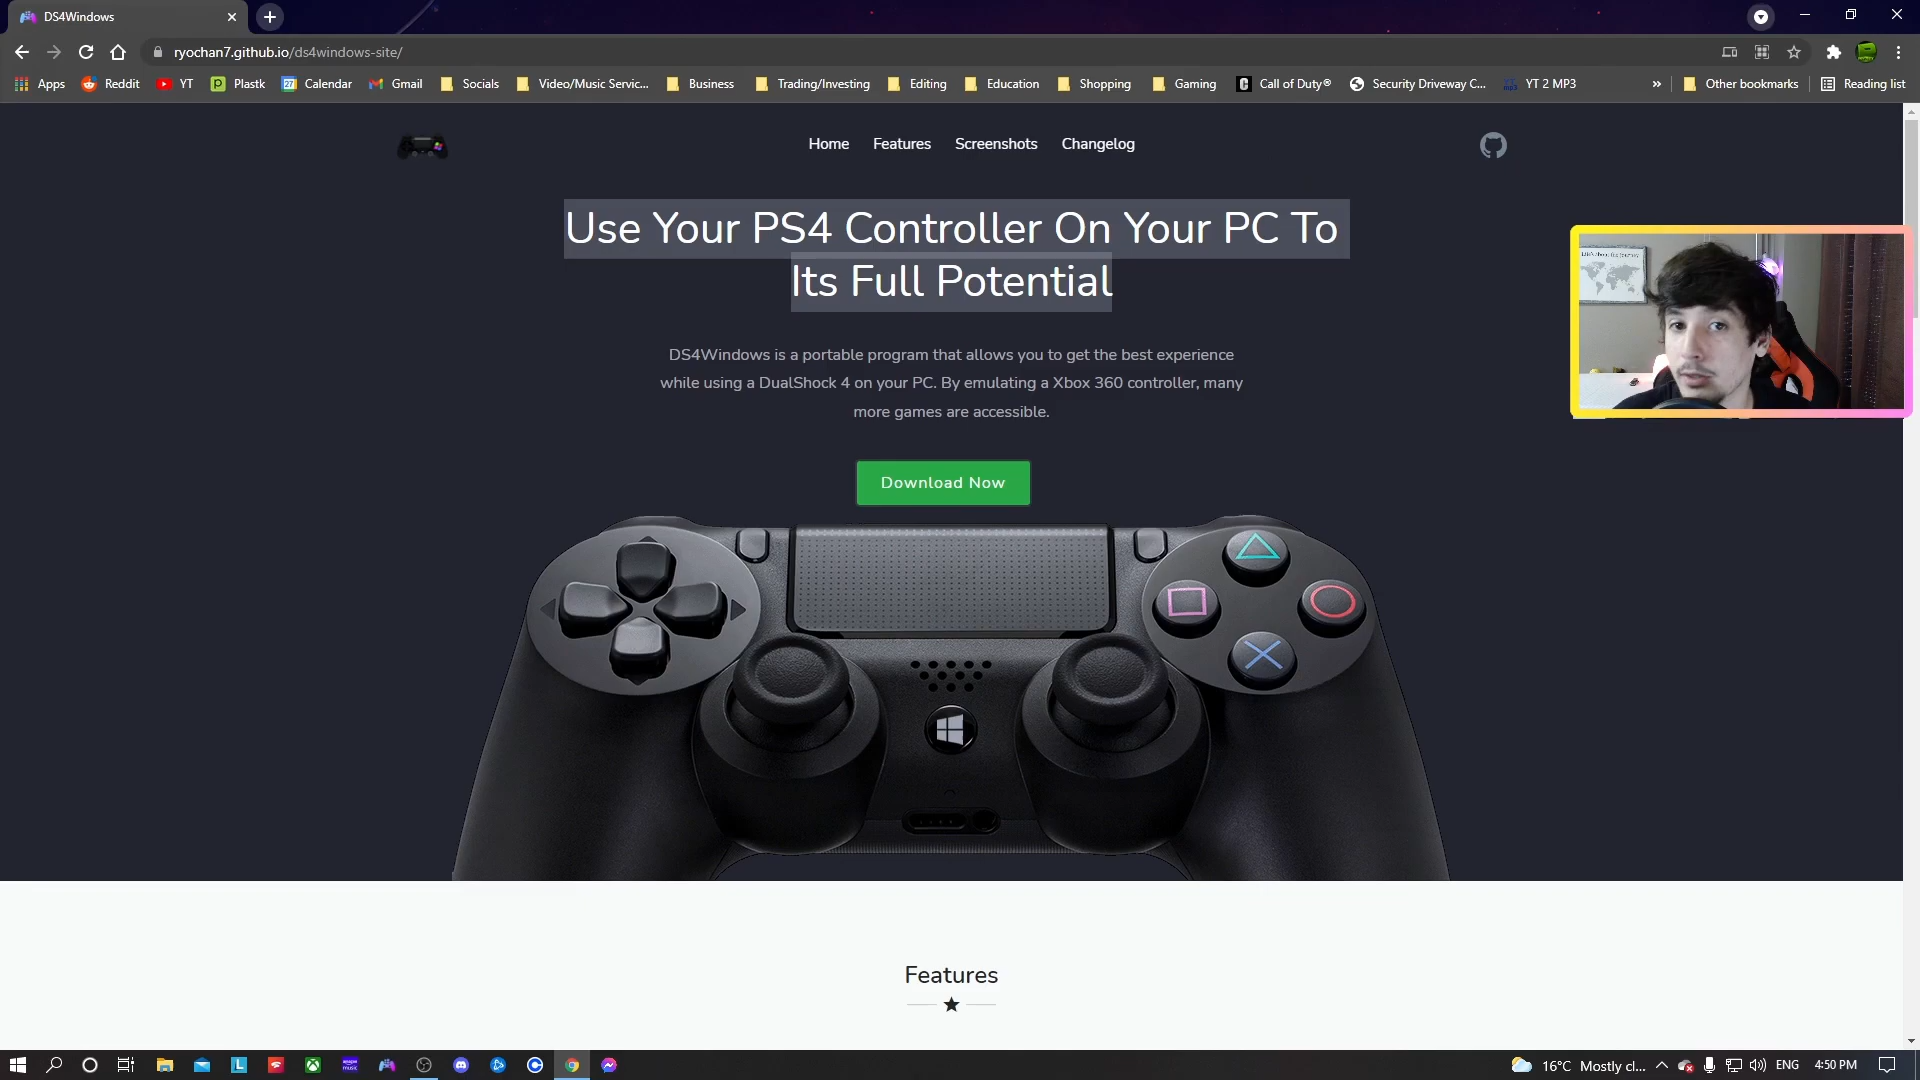 DS4Windows
ryochan7.github.io/ds4windows-site/
Apps Reddit YT Plastk Calendar Gmail Socials Video/Music Servic... Business Trading/Investing Editing Education Shopping Gaming Call of Duty® Security Driveway C... YT 2 MP3 » Other bookmarks Reading list
Home Features Screenshots Changelog
Use Your PS4 Controller On Your PC To
Its Full Potential
DS4Windows is a portable program that allows you to get the best experience
while using a DualShock 4 on your PC. By emulating a Xbox 360 controller, many
more games are accessible.
Download Now
Features
16°C Mostly cl... ENG 4:50 PM